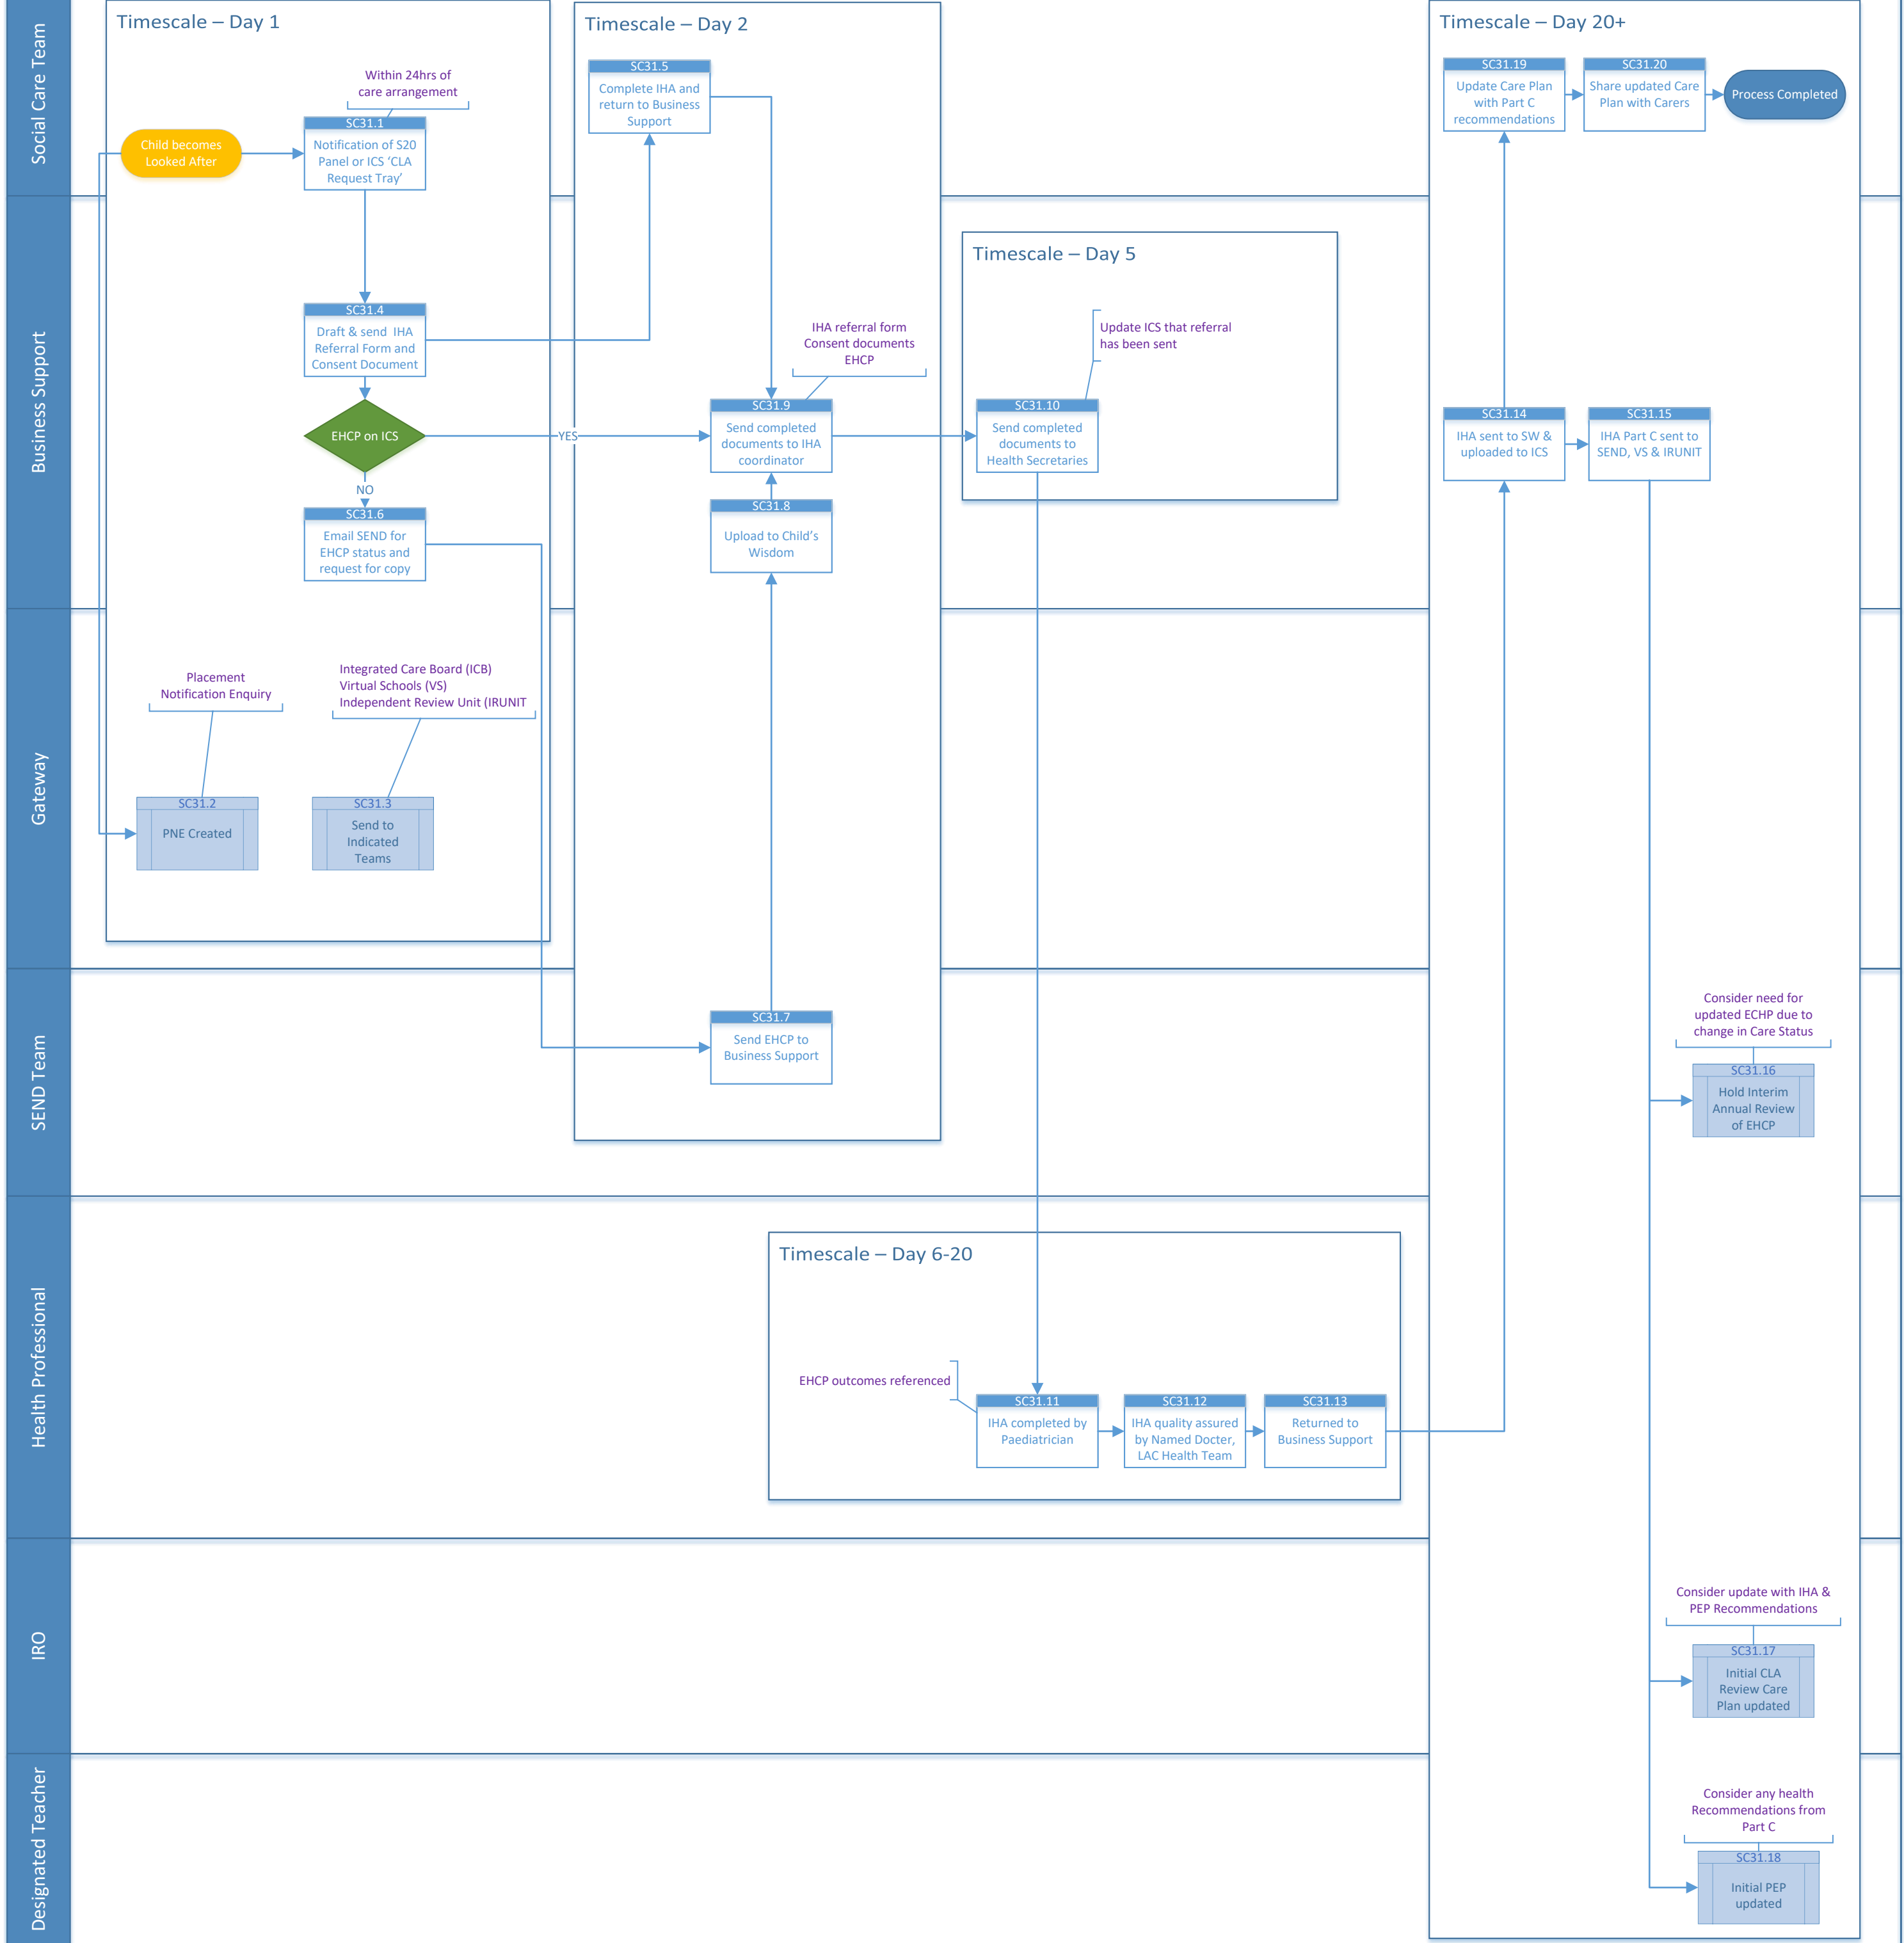 Social Care Team
Timescale – Day 1
Within 24hrs of
care arrangement
Child becomes
Looked After
SC31.1
Notification of S20
Panel or ICS ‘CLA
Request Tray’
Timescale – Day 2
SC31.5
Complete IHA and
return to Business
Support
Timescale – Day 20+
SC31.19
Update Care Plan
with Part C
recommendations
SC31.20
Share updated Care
Plan with Carers
Process Completed
Business Support
SC31.4
Draft & send IHA
Referral Form and
Consent Document
EHCP on ICS
YES
NO
SC31.6
Email SEND for
EHCP status and
request for copy
IHA referral form
Consent documents
EHCP
SC31.9
Send completed
documents to IHA
coordinator
SC31.8
Upload to Child’s
Wisdom
Timescale – Day 5
Update ICS that referral
has been sent
SC31.10
Send completed
documents to
Health Secretaries
SC31.14
IHA sent to SW &
uploaded to ICS
SC31.15
IHA Part C sent to
SEND, VS & IRUNIT
Gateway
Placement
Notification Enquiry
SC31.2
PNE Created
Integrated Care Board (ICB)
Virtual Schools (VS)
Independent Review Unit (IRUNIT
SC31.3
Send to
Indicated
Teams
SEND Team
SC31.7
Send EHCP to
Business Support
Consider need for
updated ECHP due to
change in Care Status
SC31.16
Hold Interim
Annual Review
of EHCP
Health Professional
Timescale – Day 6-20
EHCP outcomes referenced
SC31.11
IHA completed by
Paediatrician
SC31.12
IHA quality assured
by Named Docter,
LAC Health Team
SC31.13
Returned to
Business Support
IRO
Consider update with IHA &
PEP Recommendations
SC31.17
Initial CLA
Review Care
Plan updated
Designated Teacher
Consider any health
Recommendations from
Part C
SC31.18
Initial PEP
updated